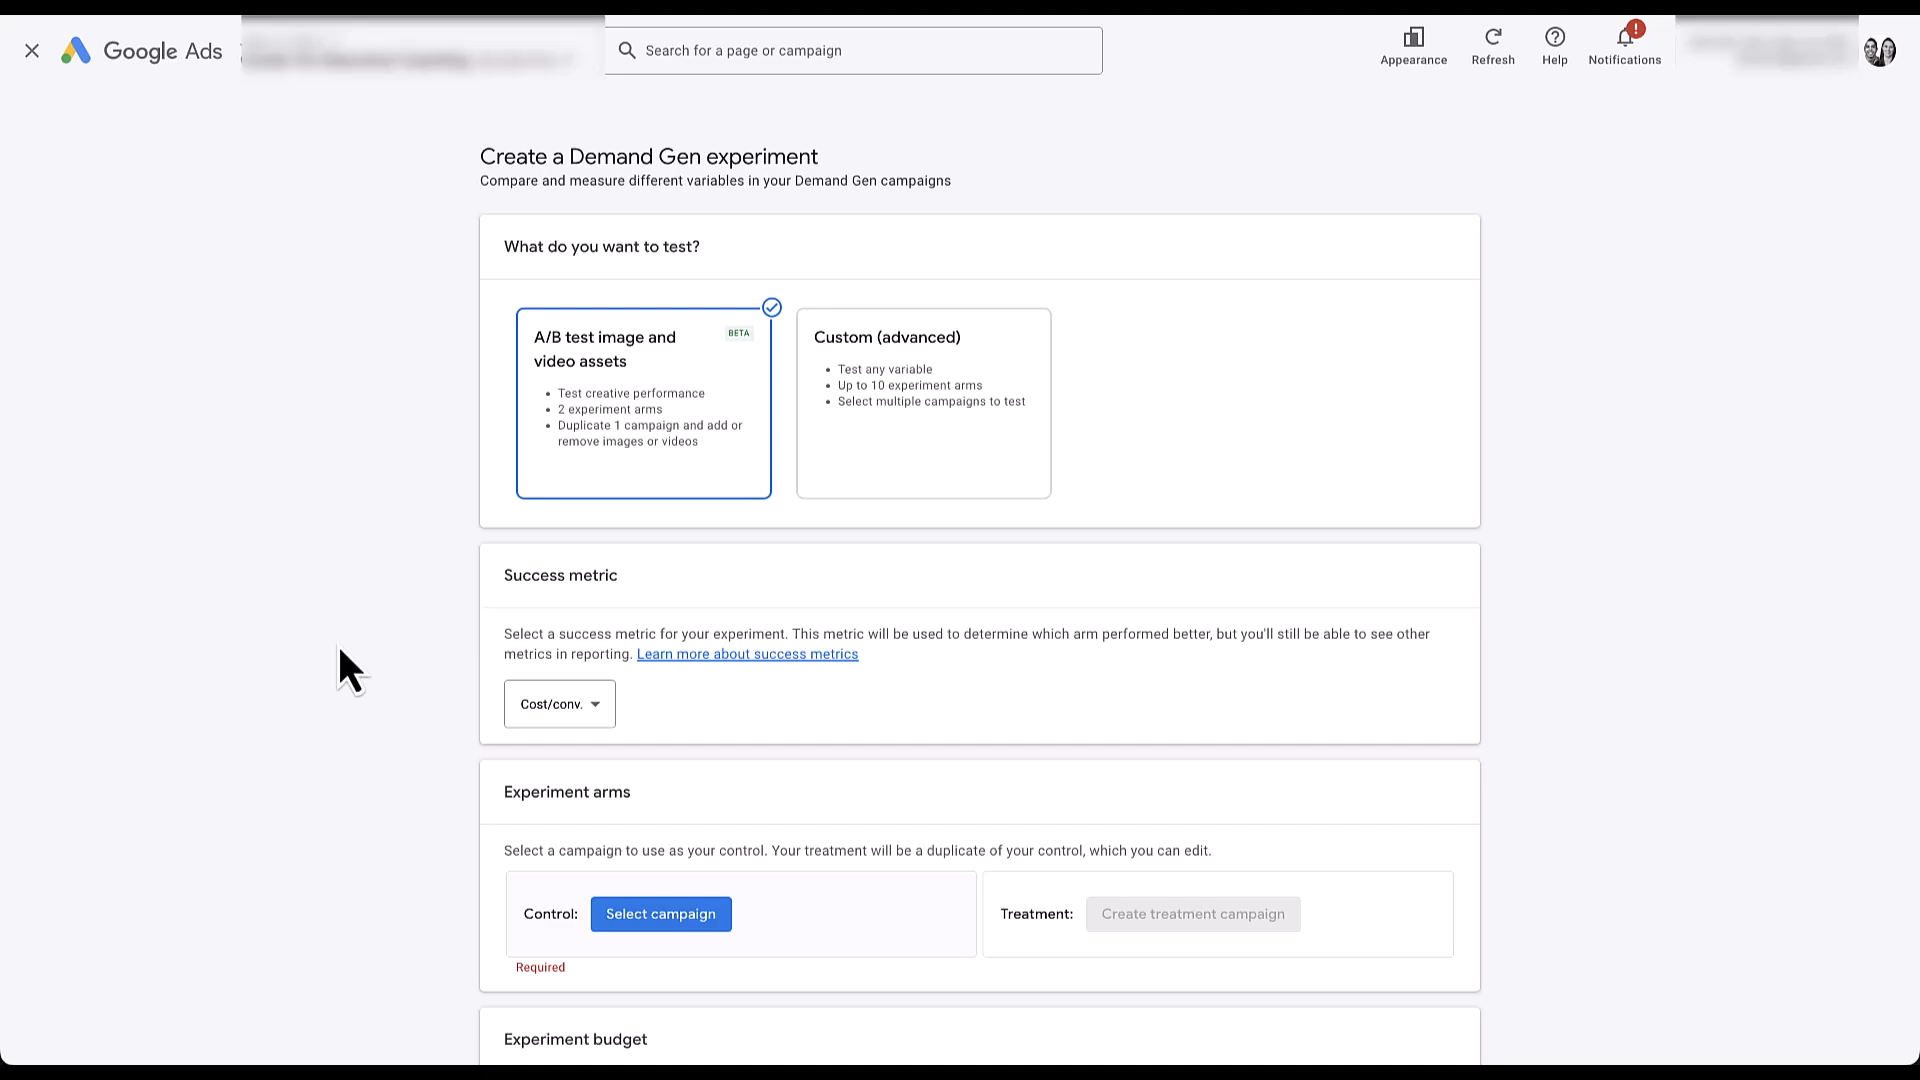 Google Ads
Search for a page or campaign
Appearance
Refresh
Help
!
Notifications
Create a Demand Gen experiment
Compare and measure different variables in your Demand Gen campaigns
What do you want to test?
A/B test image and
video assets
BETA
• Test creative performance
• 2 experiment arms
• Duplicate 1 campaign and add or
remove images or videos
Custom (advanced)
• Test any variable
• Up to 10 experiment arms
• Select multiple campaigns to test
Success metric
Select a success metric for your experiment. This metric will be used to determine which arm performed better, but you'll still be able to see other
metrics in reporting. Learn more about success metrics
Cost/conv.
Experiment arms
Select a campaign to use as your control. Your treatment will be a duplicate of your control, which you can edit.
Control: Select campaign
Treatment: Create treatment campaign
Required
Experiment budget